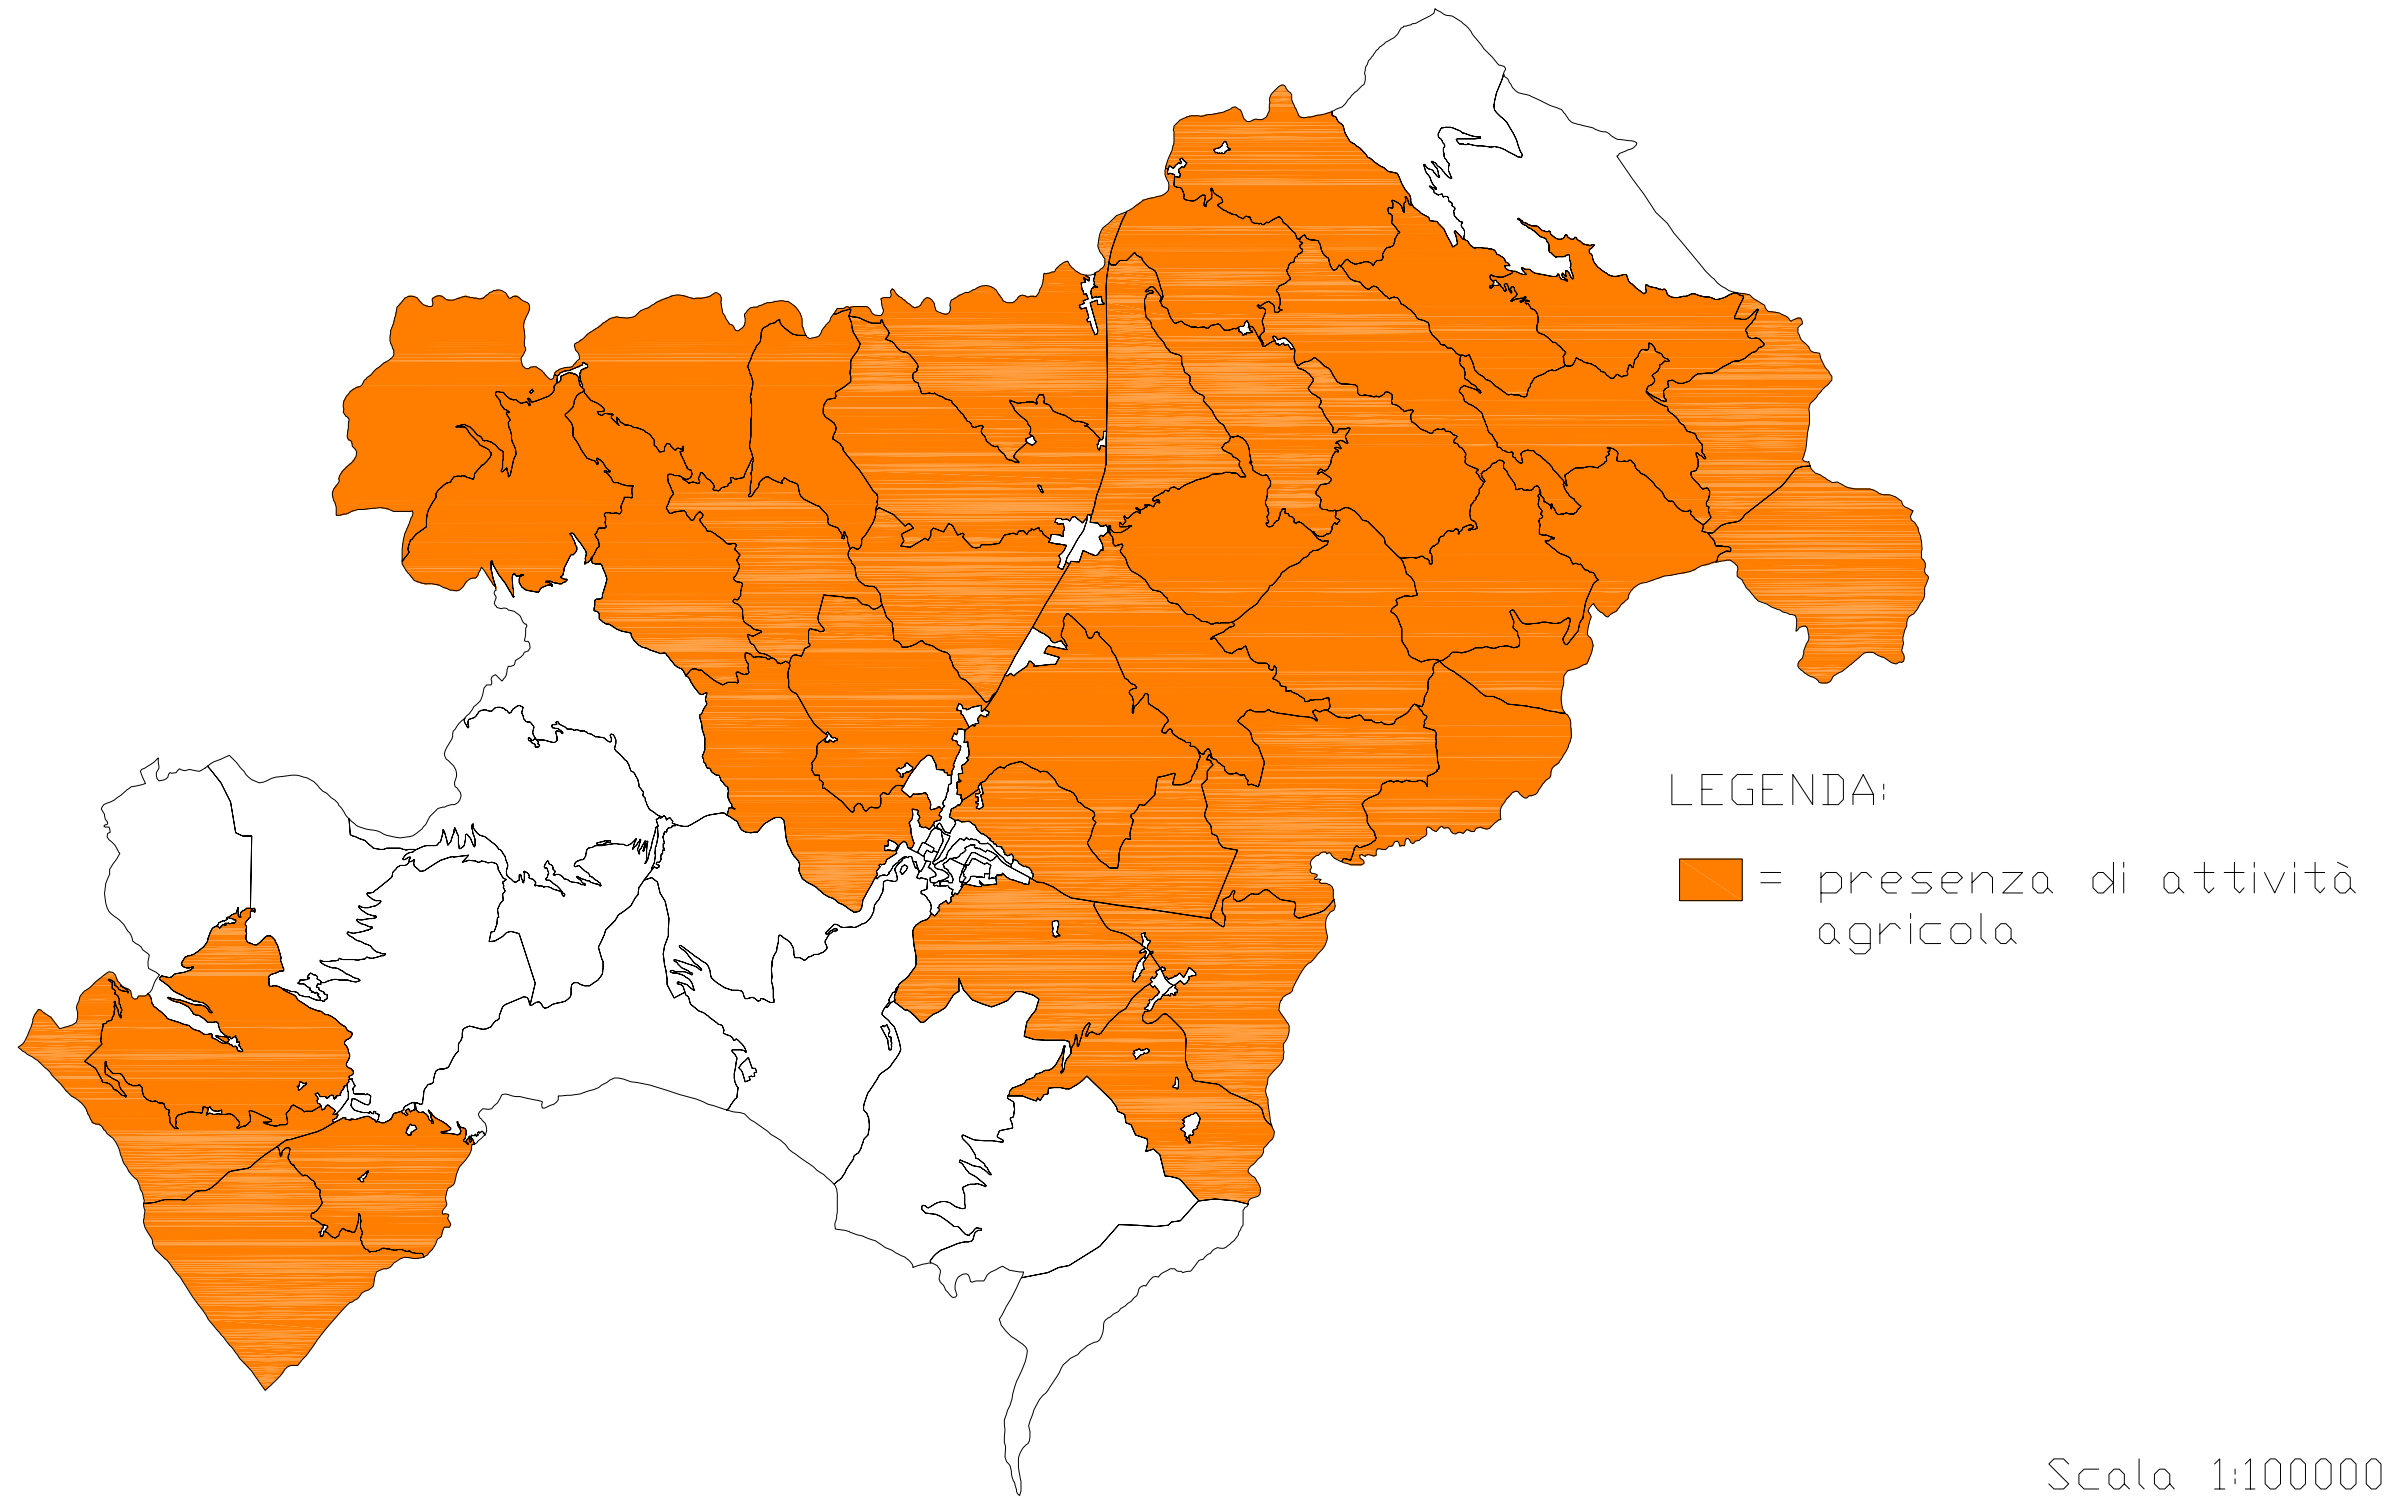 LEGENDA:
= presenza di attività
agricola
Scala 1:100000